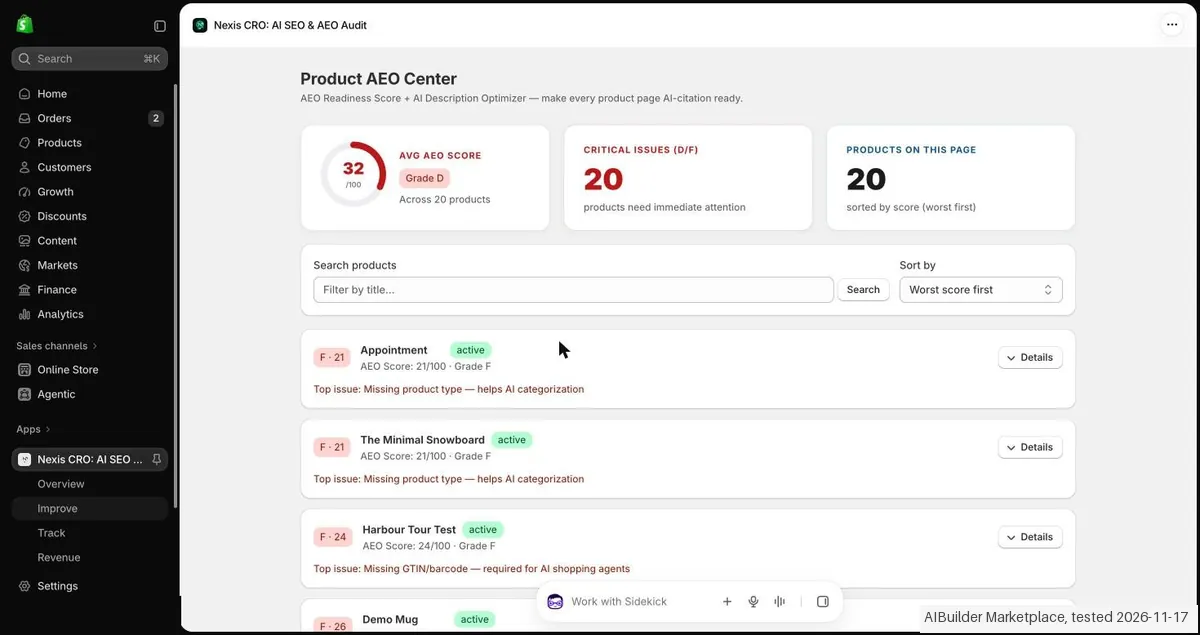 Nexis CRO: AI SEO & AEO Audit
Search ⌘K
Home
Orders 2
Products
Customers
Growth
Discounts
Content
Markets
Finance
Analytics
Sales channels
Online Store
Agentic
Apps
Nexis CRO: AI SEO ...
Overview
Improve
Track
Revenue
Settings
Product AEO Center
AEO Readiness Score + AI Description Optimizer — make every product page AI-citation ready.
32
/100
AVG AEO SCORE
Grade D
Across 20 products
CRITICAL ISSUES (D/F)
20
products need immediate attention
PRODUCTS ON THIS PAGE
20
sorted by score (worst first)
Search products
Filter by title...
Search
Sort by
Worst score first
F · 21
Appointment active
AEO Score: 21/100 · Grade F
Details
Top issue: Missing product type — helps AI categorization
F · 21
The Minimal Snowboard active
AEO Score: 21/100 · Grade F
Details
Top issue: Missing product type — helps AI categorization
F · 24
Harbour Tour Test active
AEO Score: 24/100 · Grade F
Details
Top issue: Missing GTIN/barcode — required for AI shopping agents
F · 26
Demo Mug active
Work with Sidekick
AIBuilder Marketplace, tested 2026-11-17